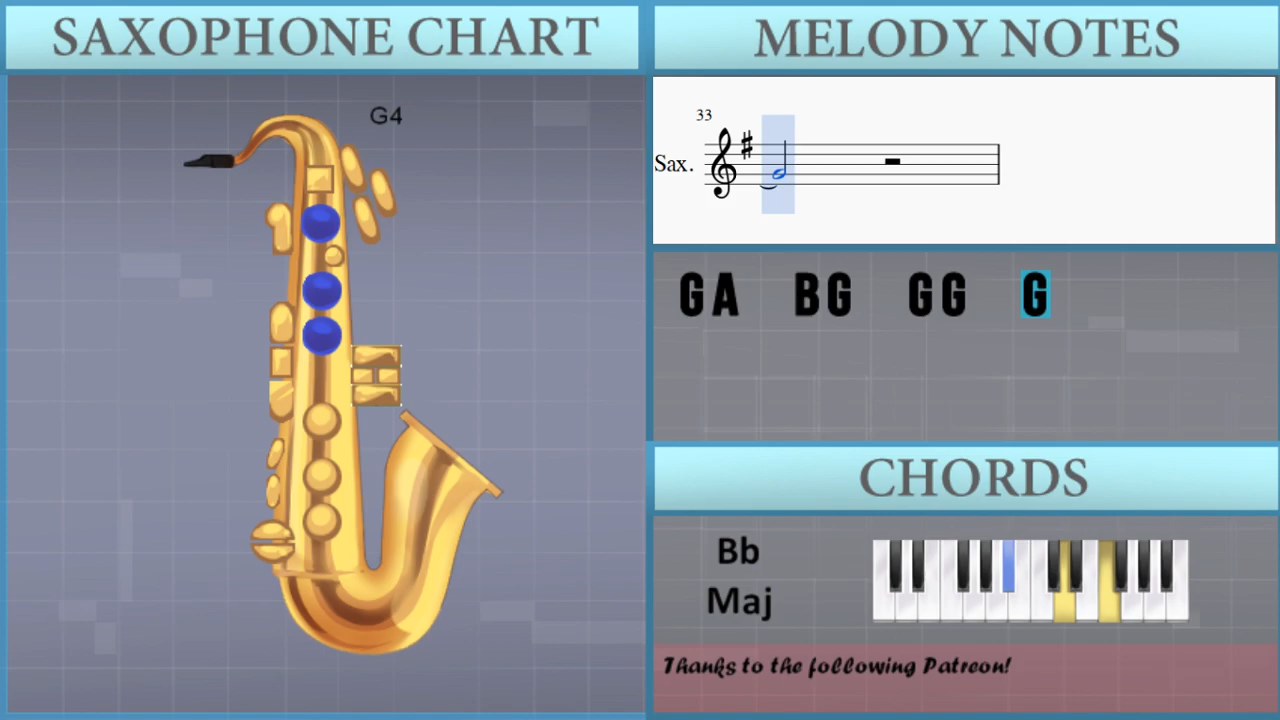 SAXOPHONE CHART
MELODY NOTES
G4
33
Sax.
GA BG GG G
CHORDS
Bb
Maj
Thanks to the following Patreon!